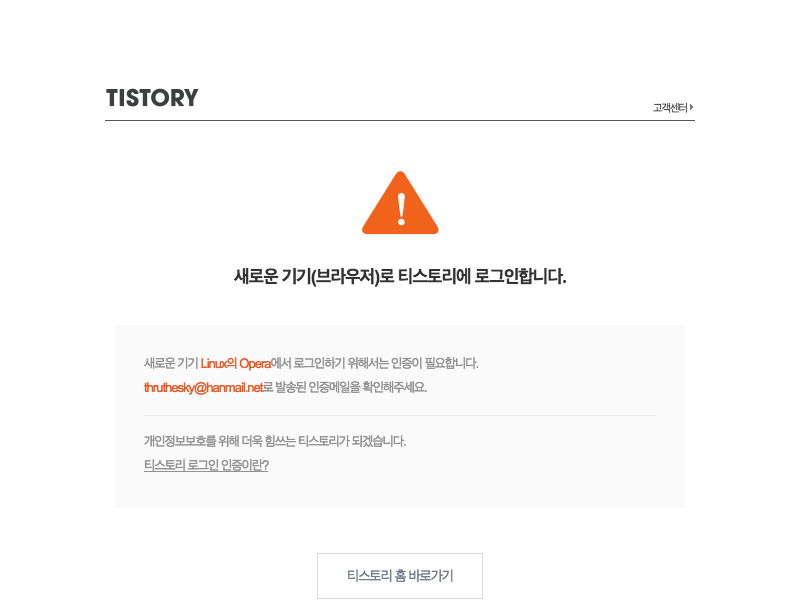 TISTORY
고객센터
새로운 기기(브라우저)로 티스토리에 로그인합니다.
새로운 기기 Linux의 Opera에서 로그인하기 위해서는 인증이 필요합니다.
thruthesky@hanmail.net로 발송된 인증메일을 확인해주세요.
개인정보보호를 위해 더욱 힘쓰는 티스토리가 되겠습니다.
티스토리 로그인 인증이란?
티스토리 홈 바로가기